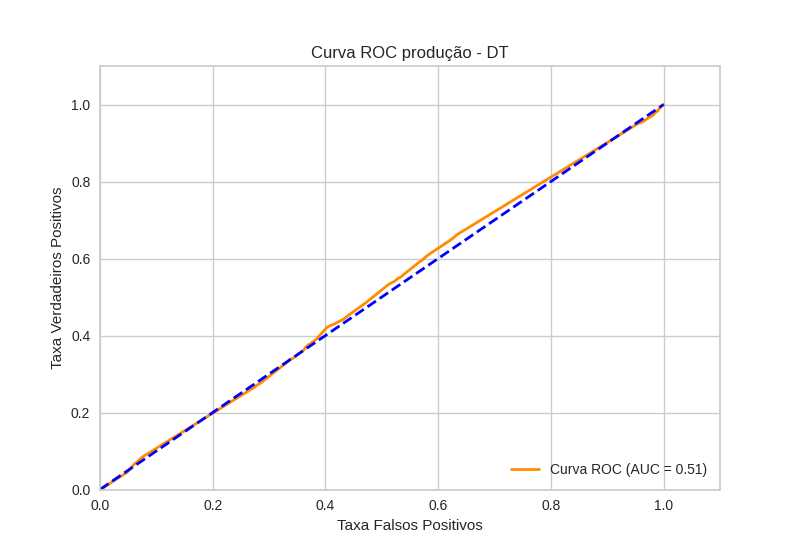 Curva ROC produção - DT
Taxa Verdadeiros Positivos
1.0
0.8
0.6
0.4
0.2
0.0
Curva ROC (AUC = 0.51)
0.0 0.2 0.4 0.6 0.8 1.0
Taxa Falsos Positivos